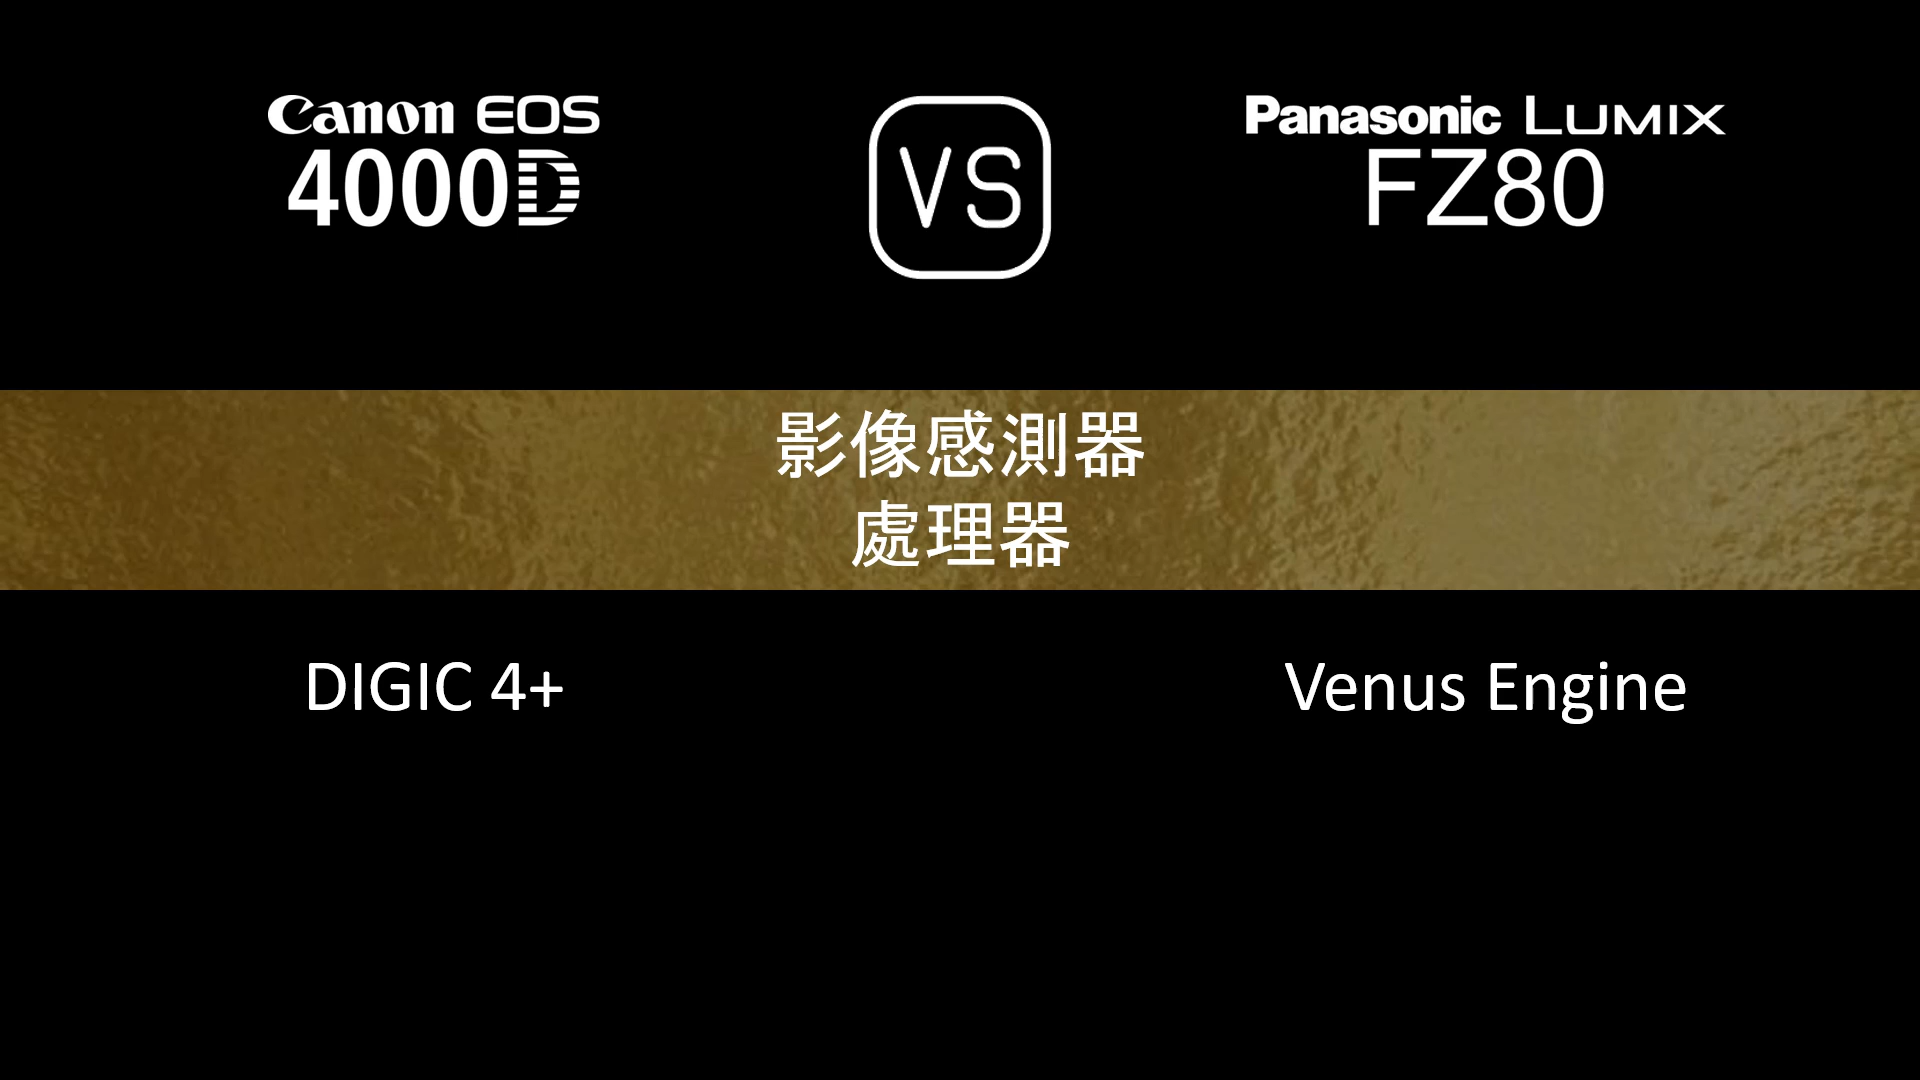 Canon EOS
4000D
VS
Panasonic LUMIX
FZ80
影像感測器
處理器
DIGIC 4+
Venus Engine